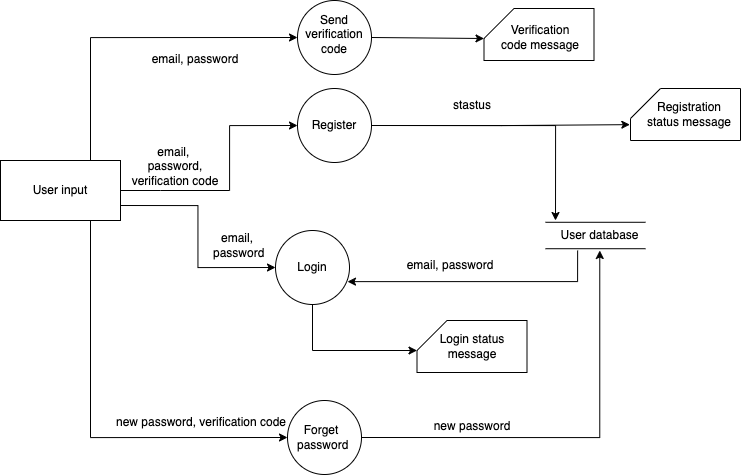 Send
verification
code
Verification
code message
email, password
Registration
status message
stastus
Register
email,
password,
verification code
User input
User database
email,
password
Login
email, password
Login status
message
new password, verification code
Forget
password
new password